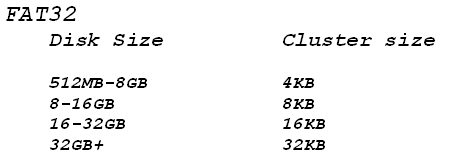 FAT32
Disk Size Cluster size
512MB-8GB 4KB
8-16GB 8KB
16-32GB 16KB
32GB+ 32KB